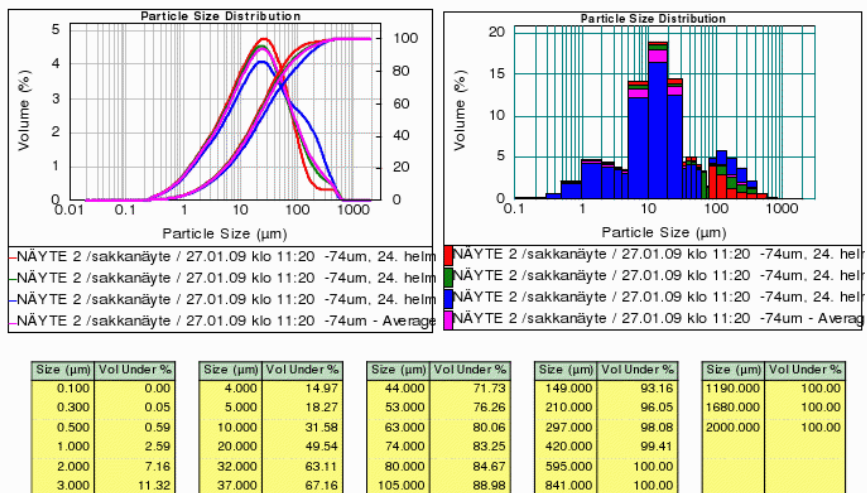 Particle Size Distribution
Volume (%)
5
4
3
2
1
0
100
80
60
40
20
0
0.01 0.1 1 10 100 1000
Particle Size (µm)
NÄYTE 2 /sakkanäyte / 27.01.09 klo 11:20 -74um, 24. helm
NÄYTE 2 /sakkanäyte / 27.01.09 klo 11:20 -74um, 24. helm
NÄYTE 2 /sakkanäyte / 27.01.09 klo 11:20 -74um, 24. helm
NÄYTE 2 /sakkanäyte / 27.01.09 klo 11:20 -74um - Average
Particle Size Distribution
Volume (%)
20
15
10
5
0
0.1 1 10 100 1000
Particle Size (µm)
NÄYTE 2 /sakkanäyte / 27.01.09 klo 11:20 -74um, 24. hel
NÄYTE 2 /sakkanäyte / 27.01.09 klo 11:20 -74um, 24. hel
NÄYTE 2 /sakkanäyte / 27.01.09 klo 11:20 -74um, 24. hel
NÄYTE 2 /sakkanäyte / 27.01.09 klo 11:20 -74um - Averag
Size (µm) Vol Under %
0.100 0.00
0.300 0.05
0.500 0.59
1.000 2.59
2.000 7.16
3.000 11.32
Size (µm) Vol Under %
4.000 14.97
5.000 18.27
10.000 31.58
20.000 49.54
32.000 63.11
37.000 67.16
Size (µm) Vol Under %
44.000 71.73
53.000 76.26
63.000 80.06
74.000 83.25
80.000 84.67
105.000 88.98
Size (µm) Vol Under %
149.000 93.16
210.000 96.05
297.000 98.08
420.000 99.41
595.000 100.00
841.000 100.00
Size (µm) Vol Under %
1190.000 100.00
1680.000 100.00
2000.000 100.00